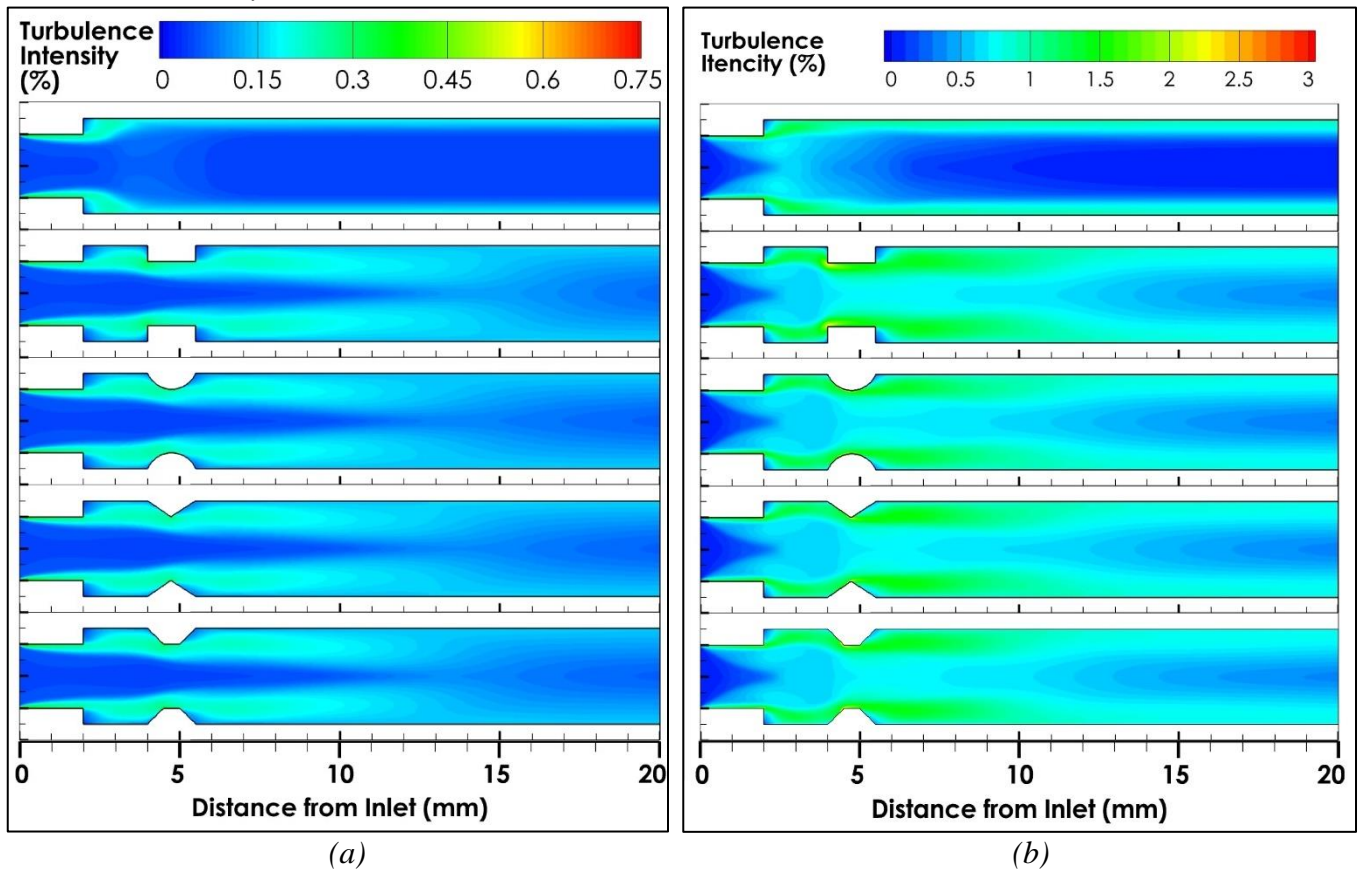 Turbulence
Intensity
(%)
0 0.15 0.3 0.45 0.6 0.75
0 5 10 15 20
Distance from Inlet (mm)
(a)
Turbulence
Itencity (%)
0 0.5 1 1.5 2 2.5 3
0 5 10 15 20
Distance from Inlet (mm)
(b)